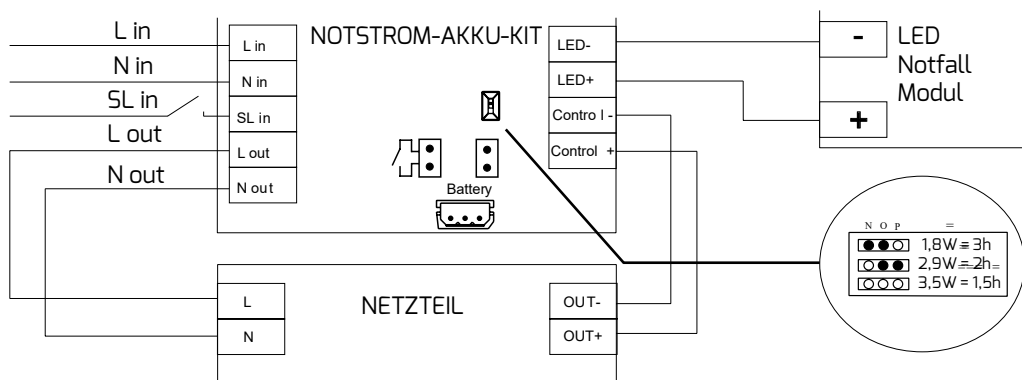 L in
N in
SL in
L out
N out
L in
N in
SL in
L out
N out
NOTSTROM-AKKU-KIT
Battery
LED-
LED+
Contro l -
Control +
-
+
LED
Notfall
Modul
L
N
NETZTEIL
OUT-
OUT+
N O P =
1,8W = 3h
2,9W = 2h
3,5W = 1,5h